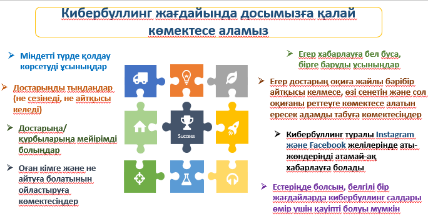 Кибербуллинг жағдайында досымызға қалай
көмектесе аламыз
Міндетті түрде қолдау
көрсетуді ұсыныңдар
Достарыңды тыңдаңдар
(не сезінеді, не айтқысы
келеді)
Достарыңа/
құрбыларыңа мейірімді
болыңдар
Оған кімге және не
айтуға болатынын
ойластыруға
көмектесіңдер
Success
Егер хабарлауға бел буса,
бірге баруды ұсыныңдар
Егер достарың оқиға жайлы бәрібір
айтқысы келмесе, өзі сенетін және сол
оқиғаны реттеуге көмектесе алатын
ересек адамды табуға көмектесіңдер
Кибербуллинг туралы Instagram
және Facebook желілерінде аты-
жөндеріңді атамай-ақ
хабарлауға болады
Естеріңде болсын, белгілі бір
жағдайларда кибербуллинг салдары
өмір үшін қауіпті болуы мүмкін